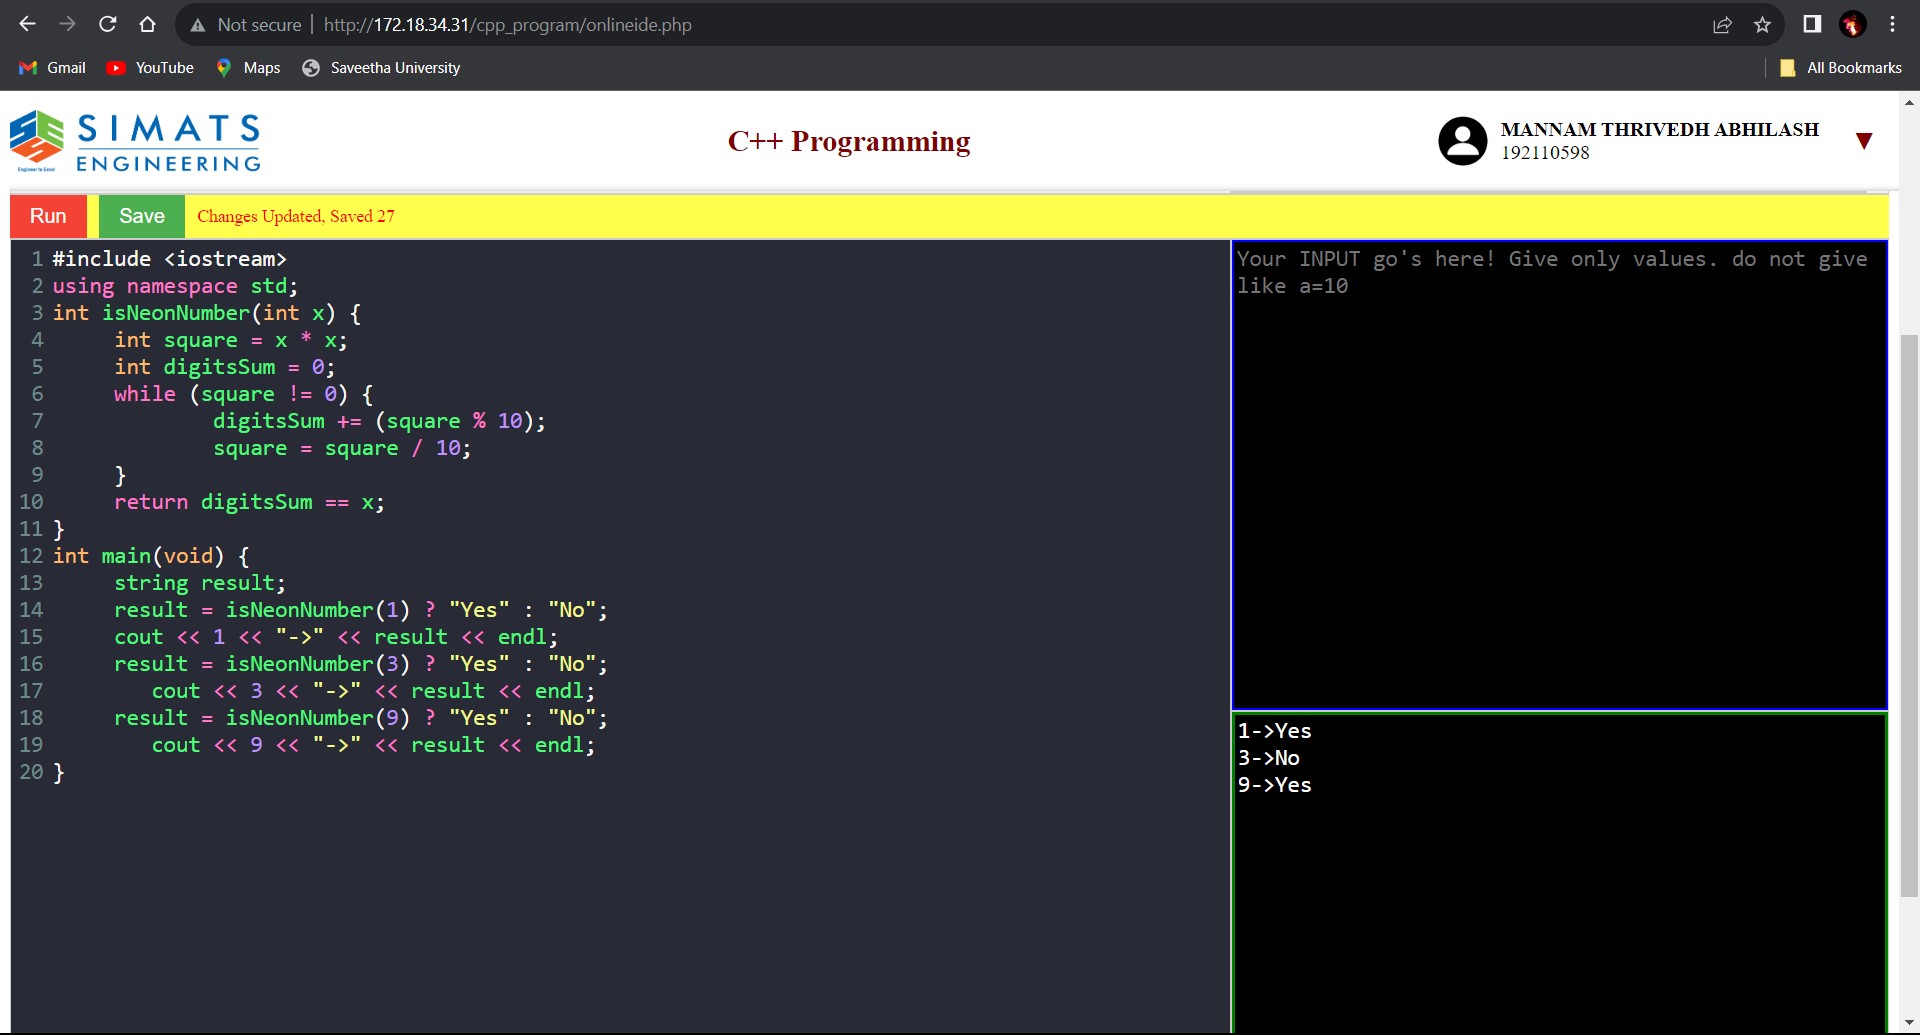 Not secure | http://172.18.34.31/cpp_program/onlineide.php
Gmail YouTube Maps Saveetha University All Bookmarks
SIMATS
ENGINEERING
Engineer to Excel
C++ Programming
MANNAM THRIVEDH ABHILASH
192110598
Run Save Changes Updated, Saved 27
1 #include <iostream>
2 using namespace std;
3 int isNeonNumber(int x) {
4 int square = x * x;
5 int digitsSum = 0;
6 while (square != 0) {
7 digitsSum += (square % 10);
8 square = square / 10;
9 }
10 return digitsSum == x;
11 }
12 int main(void) {
13 string result;
14 result = isNeonNumber(1) ? "Yes" : "No";
15 cout << 1 << "->" << result << endl;
16 result = isNeonNumber(3) ? "Yes" : "No";
17 cout << 3 << "->" << result << endl;
18 result = isNeonNumber(9) ? "Yes" : "No";
19 cout << 9 << "->" << result << endl;
20 }
Your INPUT go's here! Give only values. do not give
like a=10
1->Yes
3->No
9->Yes